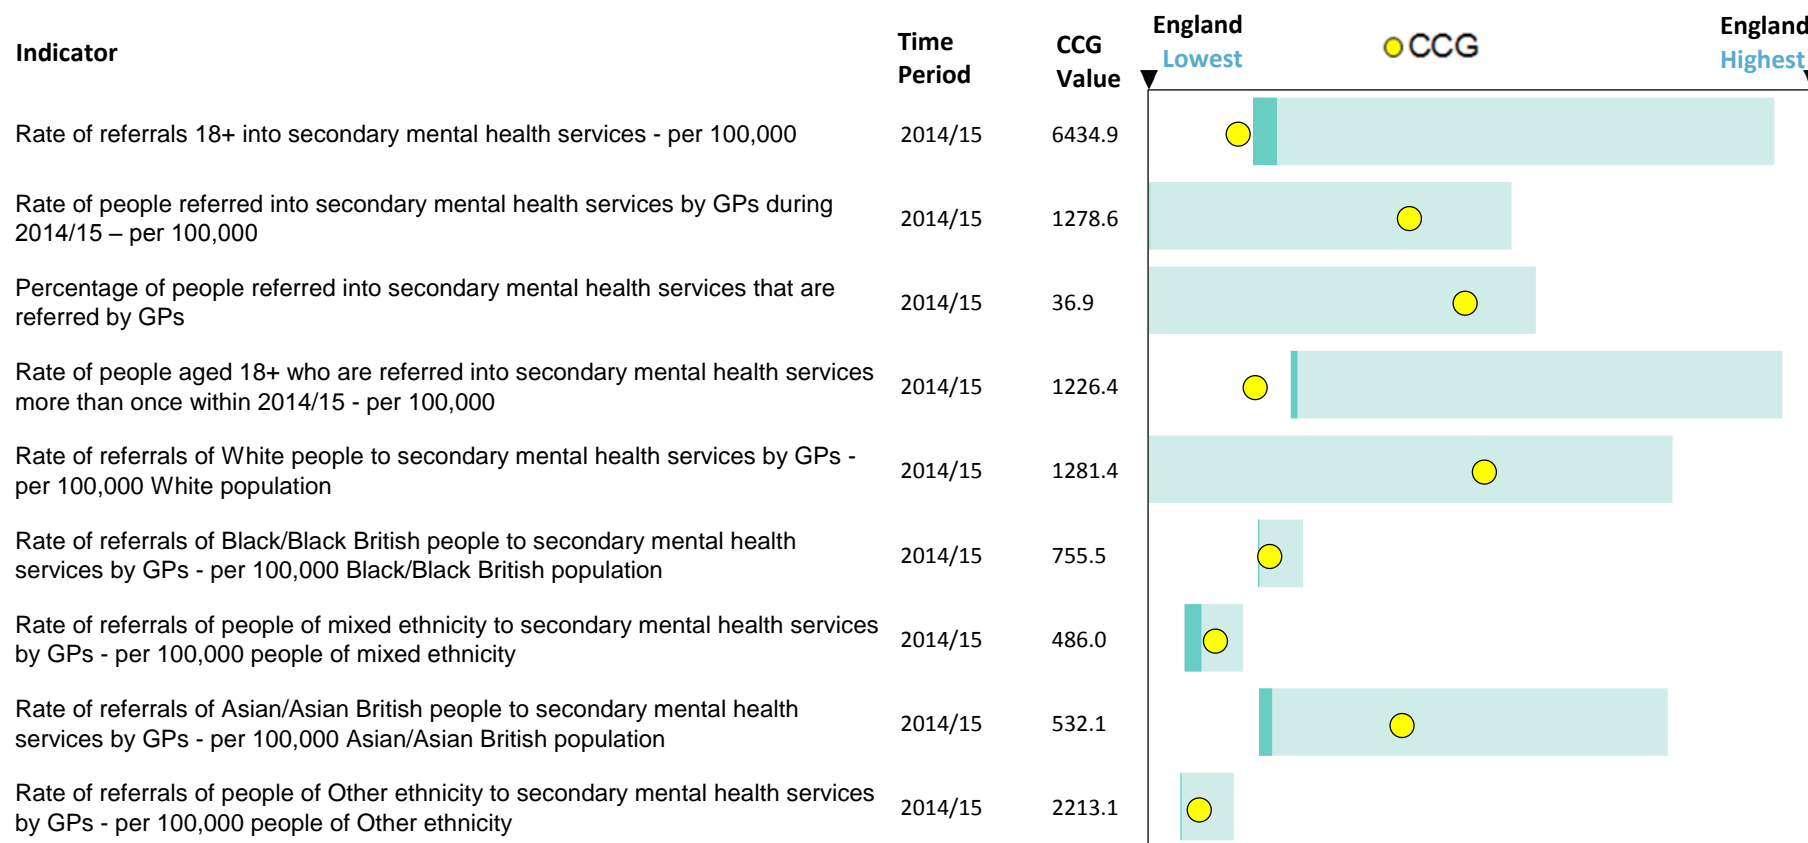 Indicator
Time
Period
CCG
Value
England
Lowest
CCG
England
Highest
Rate of referrals 18+ into secondary mental health services - per 100,000
2014/15
6434.9
Rate of people referred into secondary mental health services by GPs during
2014/15 – per 100,000
2014/15
1278.6
Percentage of people referred into secondary mental health services that are
referred by GPs
2014/15
36.9
Rate of people aged 18+ who are referred into secondary mental health services
more than once within 2014/15 - per 100,000
2014/15
1226.4
Rate of referrals of White people to secondary mental health services by GPs -
per 100,000 White population
2014/15
1281.4
Rate of referrals of Black/Black British people to secondary mental health
services by GPs - per 100,000 Black/Black British population
2014/15
755.5
Rate of referrals of people of mixed ethnicity to secondary mental health services
by GPs - per 100,000 people of mixed ethnicity
2014/15
486.0
Rate of referrals of Asian/Asian British people to secondary mental health
services by GPs - per 100,000 Asian/Asian British population
2014/15
532.1
Rate of referrals of people of Other ethnicity to secondary mental health services
by GPs - per 100,000 people of Other ethnicity
2014/15
2213.1